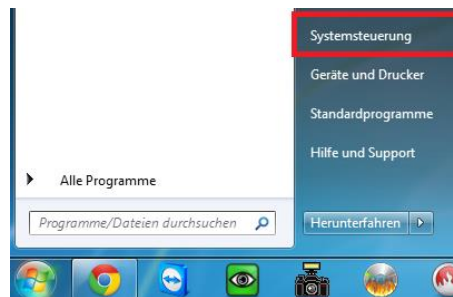 Systemsteuerung
Geräte und Drucker
Standardprogramme
Hilfe und Support
Alle Programme
Programme/Dateien durchsuchen
Herunterfahren